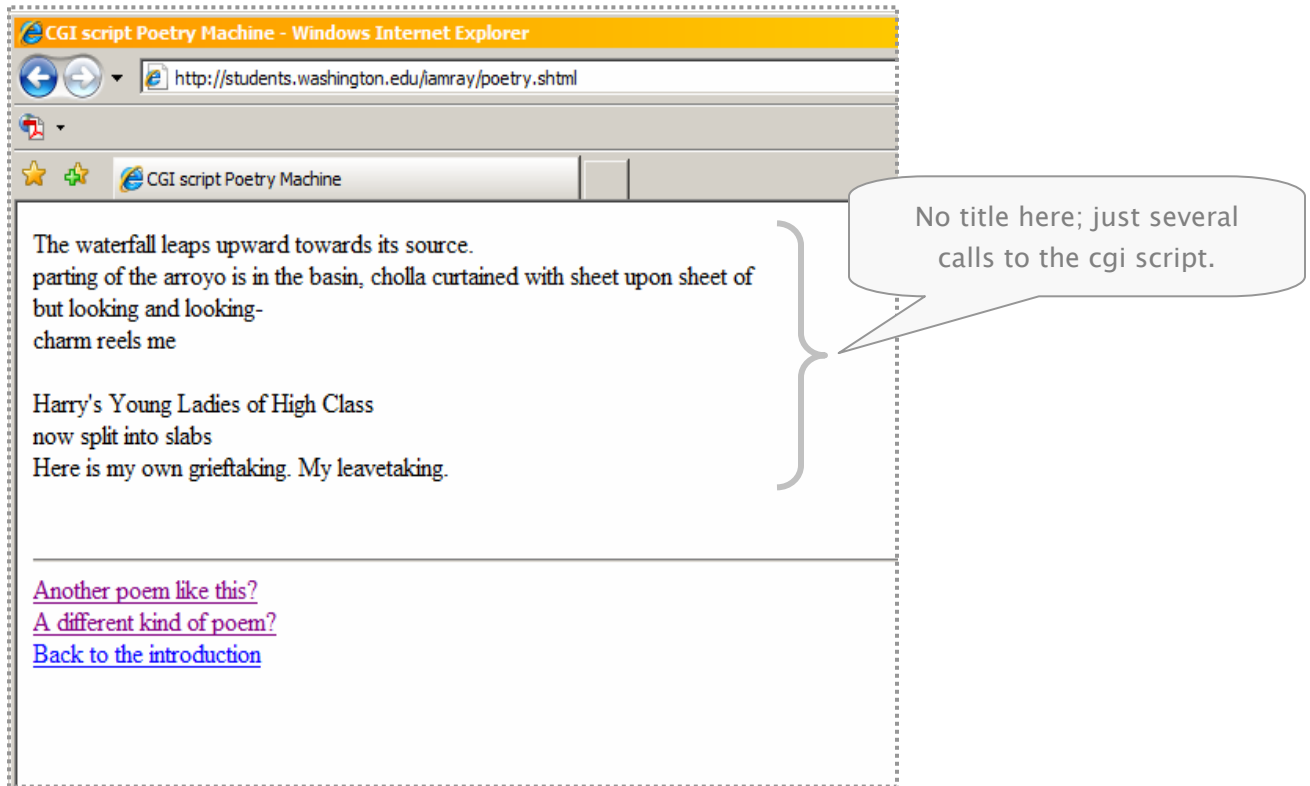 CGI script Poetry Machine - Windows Internet Explorer
http://students.washington.edu/iamray/poetry.shtml
CGI script Poetry Machine
No title here; just several
calls to the cgi script.
The waterfall leaps upward towards its source.
parting of the arroyo is in the basin, cholla curtained with sheet upon sheet of
but looking and looking-
charm reels me
Harry's Young Ladies of High Class
now split into slabs
Here is my own grieftaking. My leavetaking.
Another poem like this?
A different kind of poem?
Back to the introduction